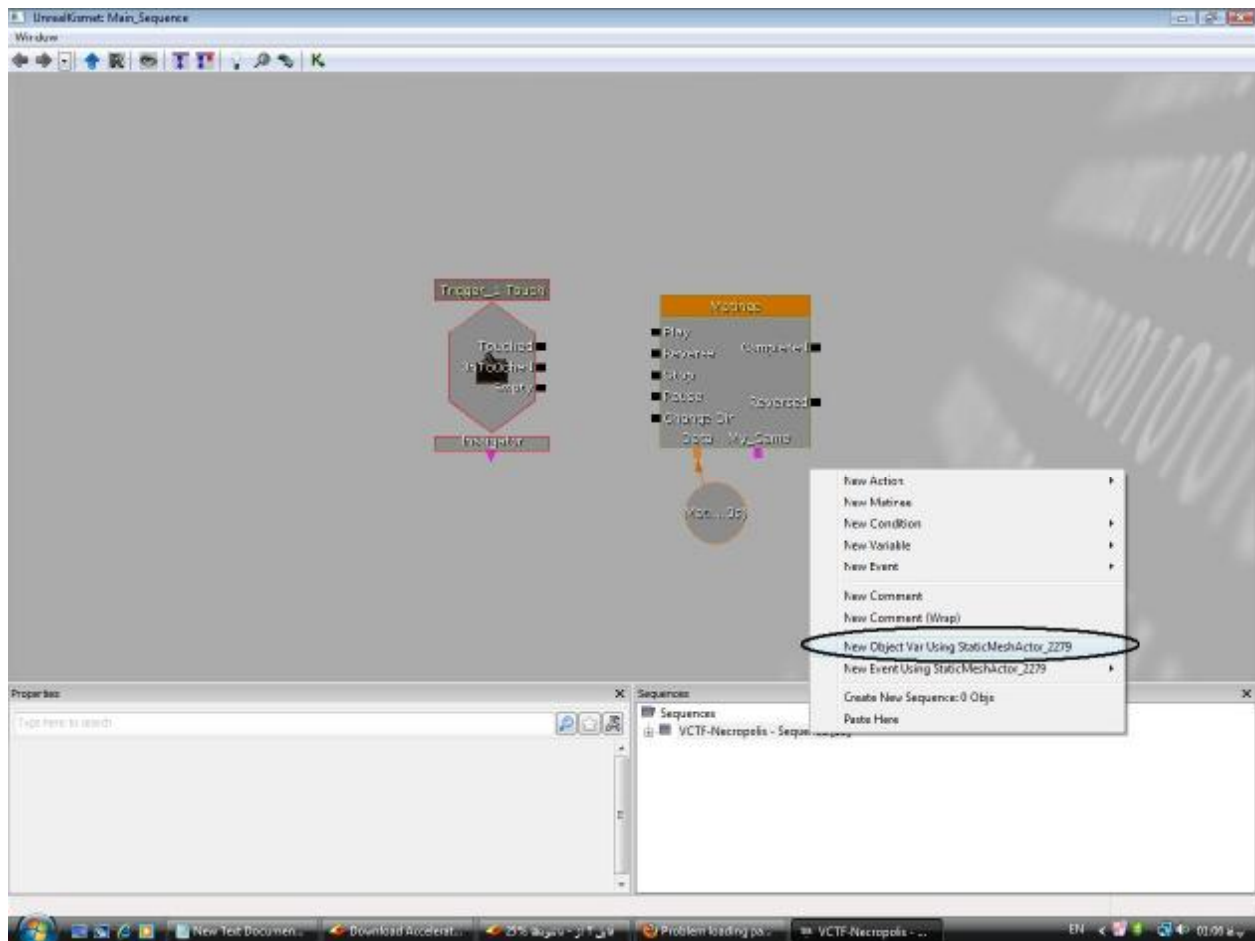 UnrealKismet: Main_Sequence
Window
Trigger_1 Touch
Touched
UnTouched
Empty
Instigator
Matinee
Play
Reverse
Stop
Pause
Change Dir
Completed
Reversed
Data My_Game
Mat...
New Action
New Matinee
New Condition
New Variable
New Event
New Comment
New Comment (Wrap)
New Object Var Using StaticMeshActor_2279
New Event Using StaticMeshActor_2279
Create New Sequence: 0 Objs
Paste Here
Properties
Type here to search
Sequences
Sequences
VCTF-Necropolis -
New Text Documen...
Download Accelerat...
25%
Problem loading pa...
VCTF-Necropolis - ...
EN